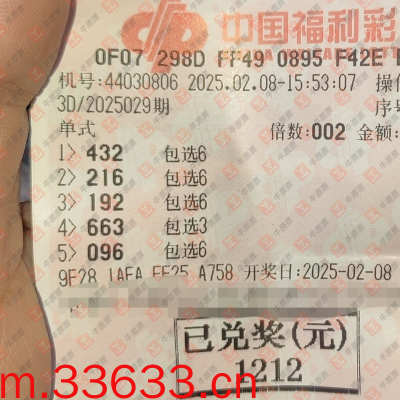 中国福利彩
0F07 298D FF49 0895 F42E
机号:44030806 2025.02.08-15:53:07 操作
3D/2025029期 序号
单式 倍数:002 金额:
1> 432 包选6
2> 216 包选6
3> 192 包选6
4> 663 包选3
5> 096 包选6
9F28 A758 开奖日:2025-02-08
已兑奖(元)
1212
m.33633.cn